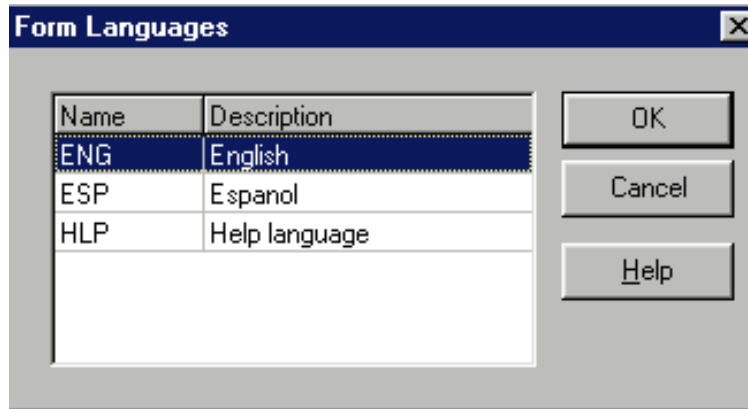 Form Languages
Name Description
ENG English
ESP Espanol
HLP Help language
OK
Cancel
Help